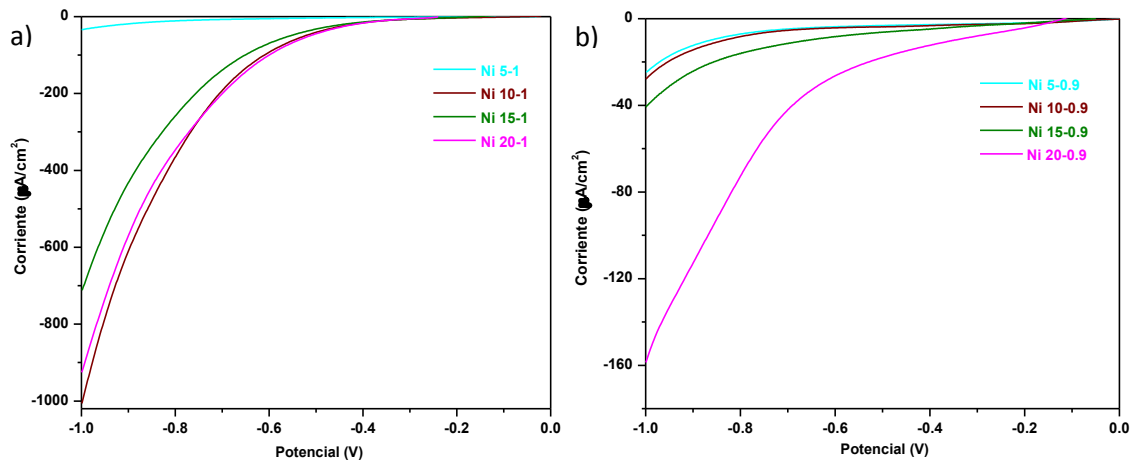 a)
0
-200
-400
-600
-800
-1000
Corriente (µA/cm²)
Ni 5-1
Ni 10-1
Ni 15-1
Ni 20-1
-1.0 -0.8 -0.6 -0.4 -0.2 0.0
Potencial (V)
b)
0
-40
-80
-120
-160
Corriente (µA/cm²)
Ni 5-0.9
Ni 10-0.9
Ni 15-0.9
Ni 20-0.9
-1.0 -0.8 -0.6 -0.4 -0.2 0.0
Potencial (V)